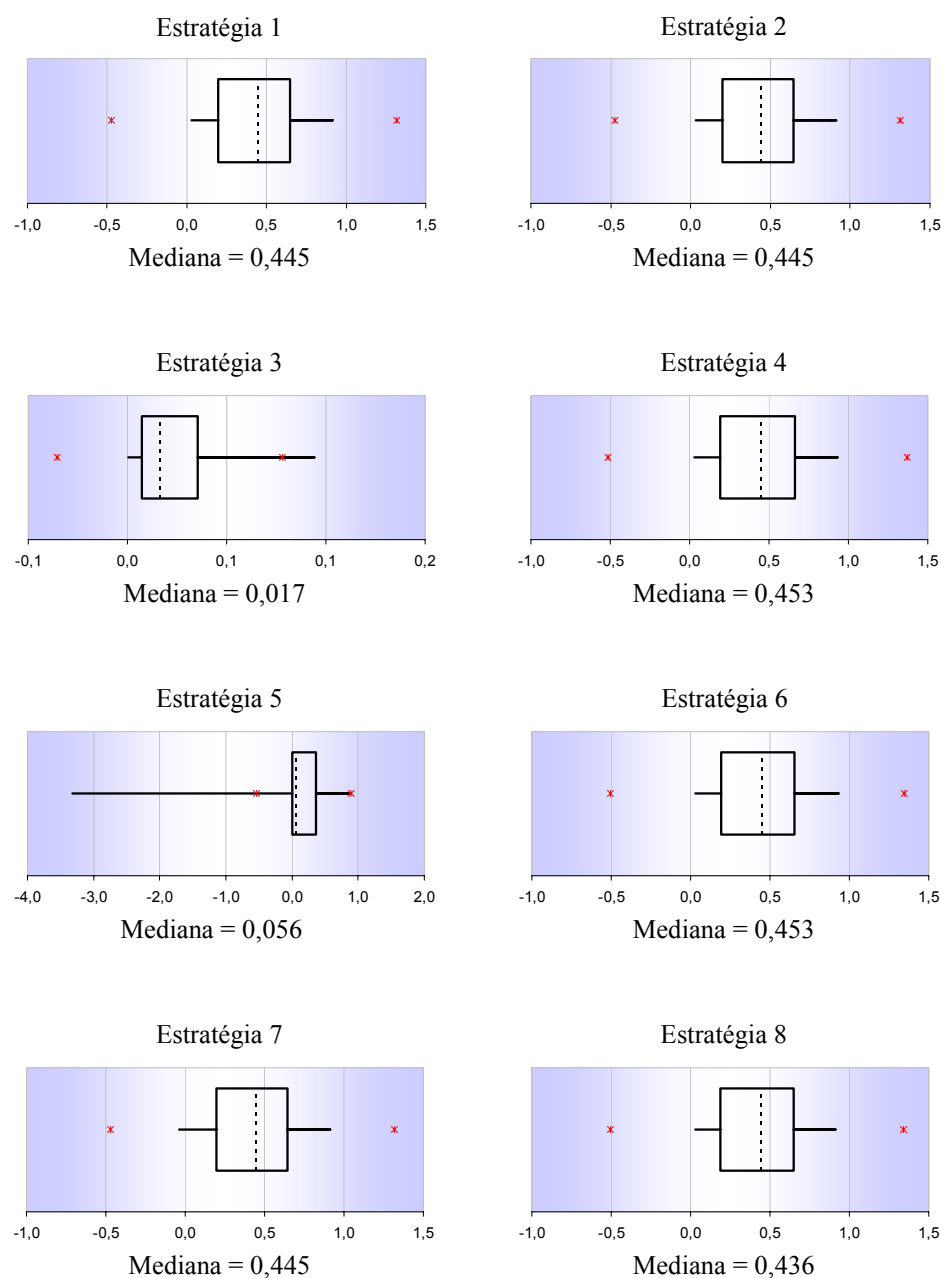 Estratégia 1
Estratégia 2
-1,0 -0,5 0,0 0,5 1,0 1,5
-1,0 -0,5 0,0 0,5 1,0 1,5
Mediana = 0,445
Mediana = 0,445
Estratégia 3
Estratégia 4
-0,1 0,0 0,1 0,1 0,2
-1,0 -0,5 0,0 0,5 1,0 1,5
Mediana = 0,017
Mediana = 0,453
Estratégia 5
Estratégia 6
-4,0 -3,0 -2,0 -1,0 0,0 1,0 2,0
-1,0 -0,5 0,0 0,5 1,0 1,5
Mediana = 0,056
Mediana = 0,453
Estratégia 7
Estratégia 8
-1,0 -0,5 0,0 0,5 1,0 1,5
-1,0 -0,5 0,0 0,5 1,0 1,5
Mediana = 0,445
Mediana = 0,436